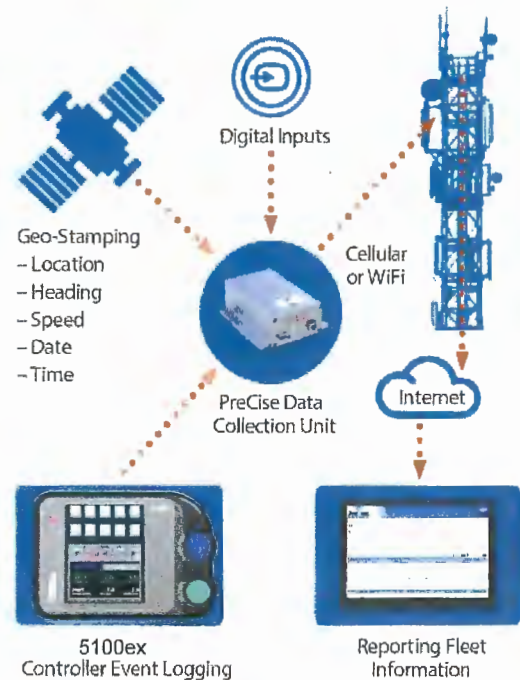 Digital Inputs
Geo-Stamping
– Location
– Heading
– Speed
– Date
– Time
Cellular
or WiFi
PreCise Data
Collection Unit
Internet
5100ex
Controller Event Logging
Reporting Fleet
Information